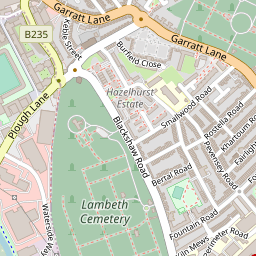 Garratt Lane
Garratt Lane
B235
Keble Street
Burfield Close
Plough Lane
Hazelhurst
Estate
Smallwood Road
Blackshaw Road
Rostella Road
Pevensey Road
Bertal Road
Lambeth
Cemetery
Waterside Way
Fountain Road